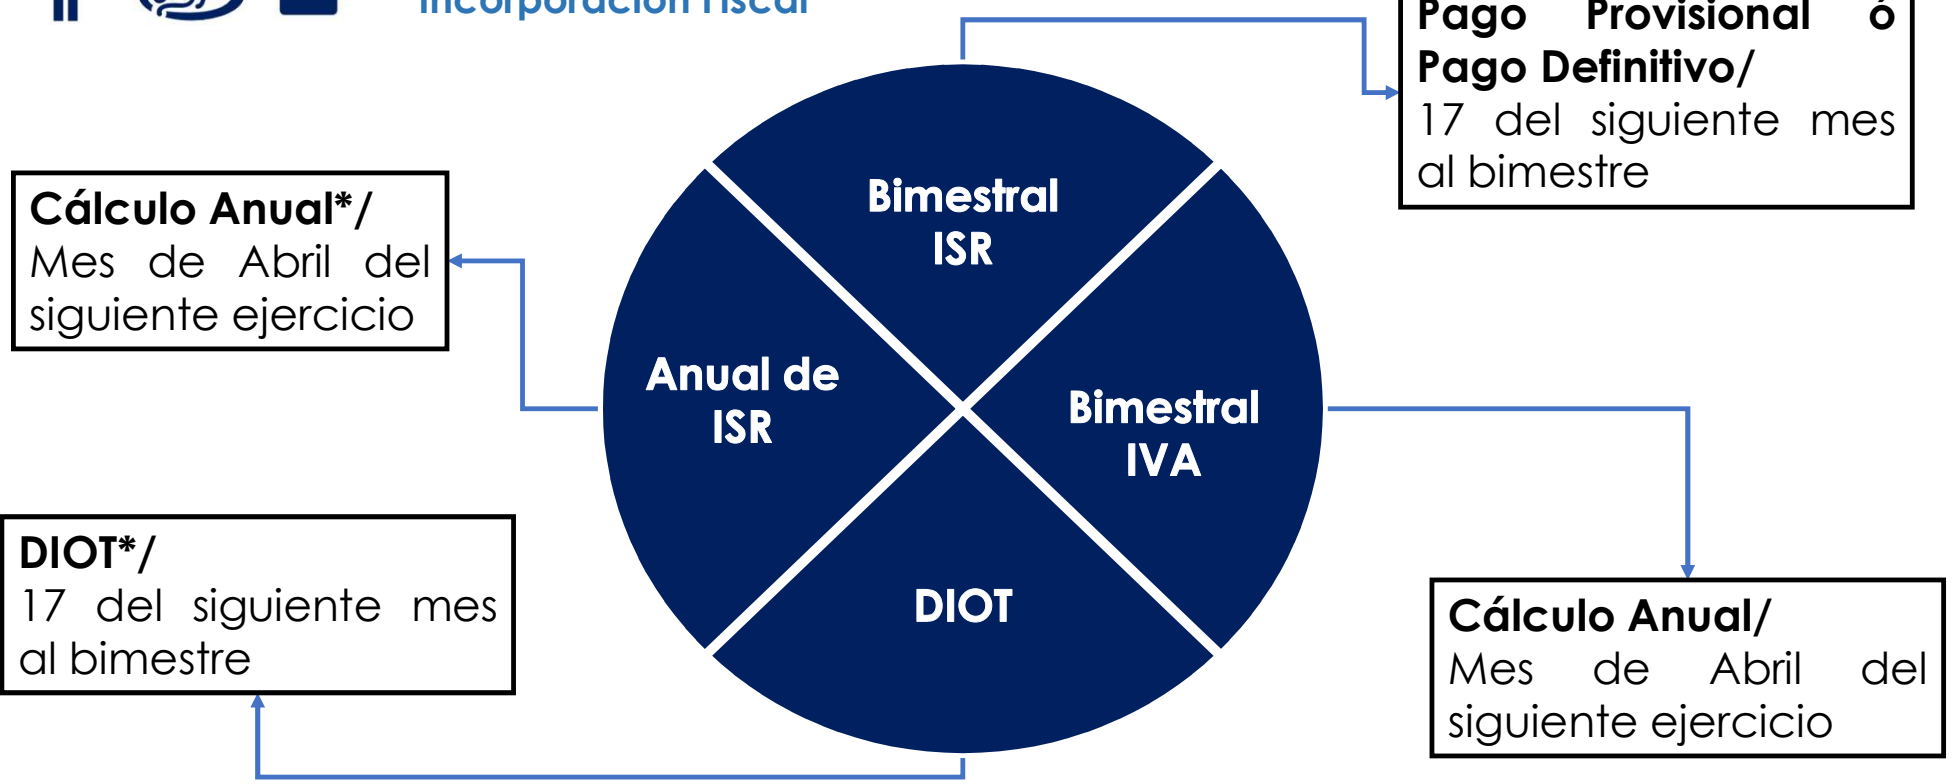 Incorporación Fiscal
Pago Provisional ó
Pago Definitivo/
17 del siguiente mes
al bimestre
Cálculo Anual*/
Mes de Abril del
siguiente ejercicio
Bimestral
ISR
Anual de
ISR
Bimestral
IVA
DIOT
DIOT*/
17 del siguiente mes
al bimestre
Cálculo Anual/
Mes de Abril del
siguiente ejercicio